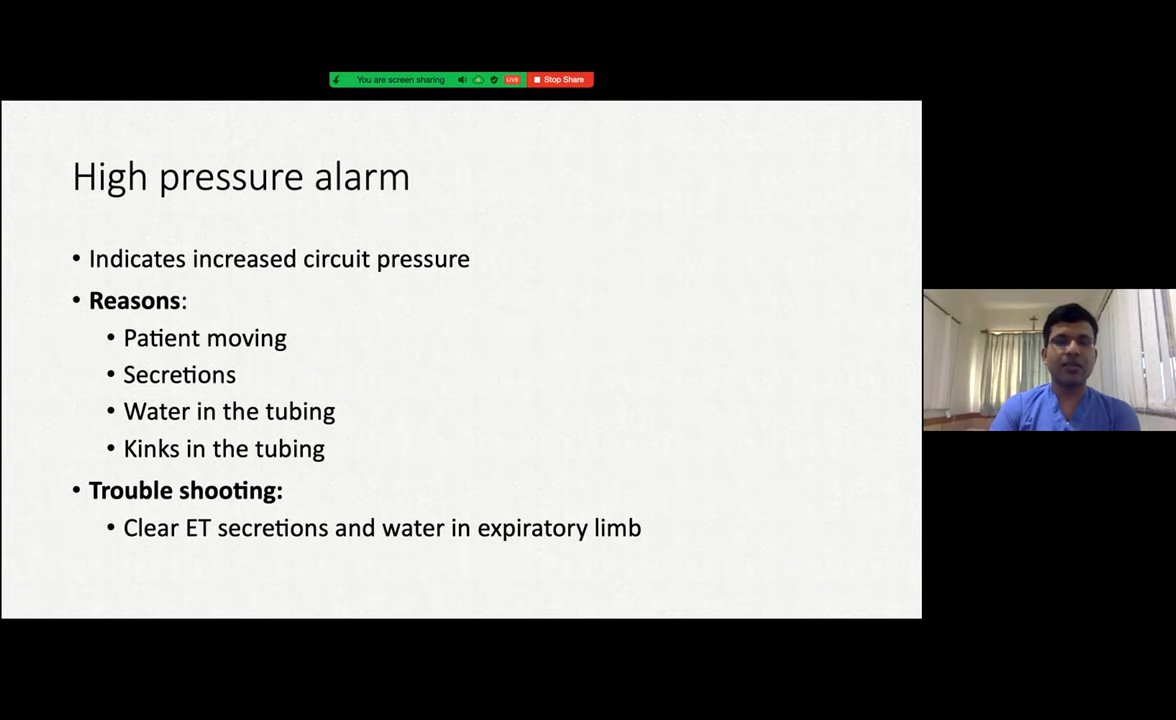 You are screen sharing LIVE Stop Share
High pressure alarm
• Indicates increased circuit pressure
• Reasons:
• Patient moving
• Secretions
• Water in the tubing
• Kinks in the tubing
• Trouble shooting:
• Clear ET secretions and water in expiratory limb